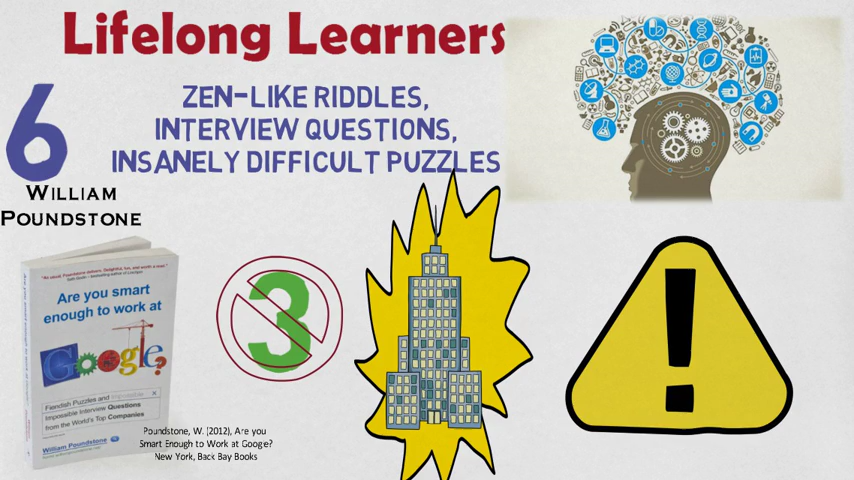 Lifelong Learners
6
ZEN-LIKE RIDDLES,
INTERVIEW QUESTIONS,
INSANELY DIFFICULT PUZZLES
WILLIAM
POUNDSTONE
Are you smart
enough to work at
Google?
Fiendish Puzzles and Impossible
Impossible Interview Questions
from the World's Top Companies
William Poundstone
3
Poundstone, W. (2012), Are you
Smart Enough to Work at Google?
New York, Back Bay Books
!